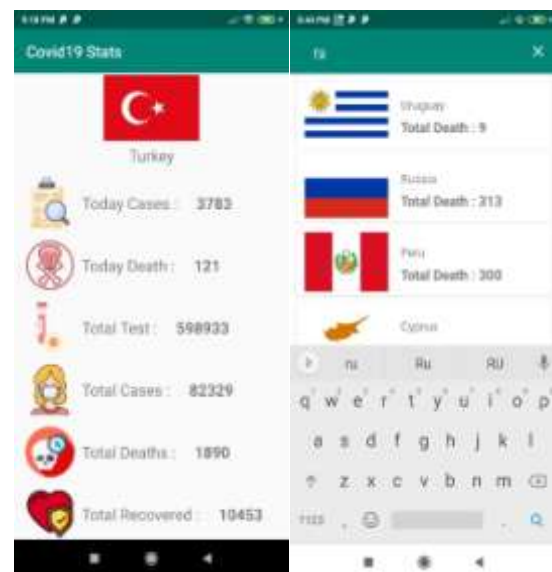 Covid19 Stats
Turkey
Today Cases : 3783
Today Death : 121
Total Test : 598933
Total Cases : 82329
Total Deaths : 1890
Total Recovered : 10453
ru
Uruguay
Total Death : 9
Russia
Total Death : 313
Peru
Total Death : 300
Cyprus
ru Ru RU
q w e r t y u i o p
a s d f g h j k l
z x c v b n m